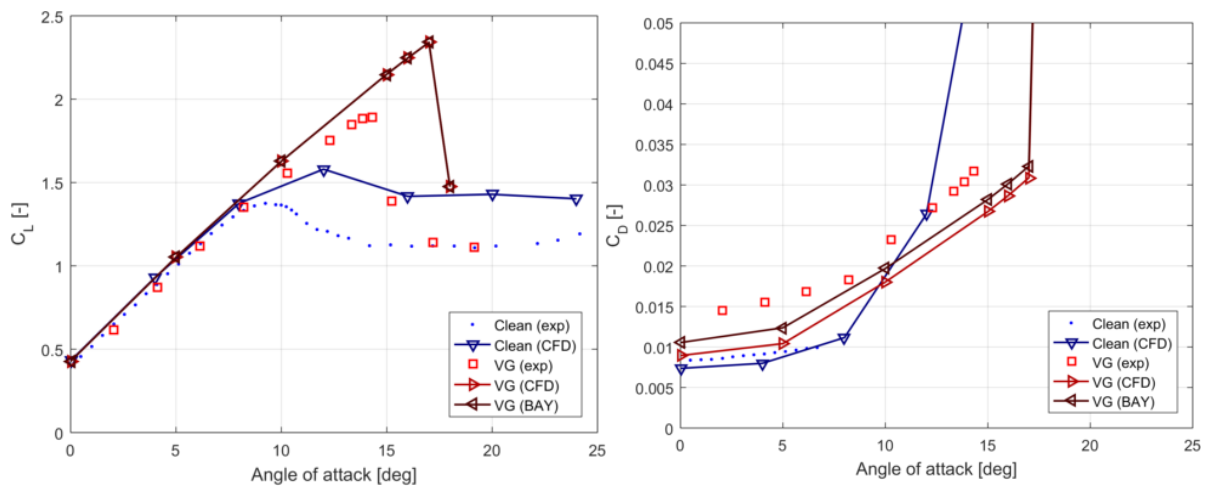 2.5
2
1.5
1
0.5
0
C_L [-]
0 5 10 15 20 25
Angle of attack [deg]
Clean (exp)
Clean (CFD)
VG (exp)
VG (CFD)
VG (BAY)
0.05
0.045
0.04
0.035
0.03
0.025
0.02
0.015
0.01
0.005
0
C_D [-]
0 5 10 15 20 25
Angle of attack [deg]
Clean (exp)
Clean (CFD)
VG (exp)
VG (CFD)
VG (BAY)